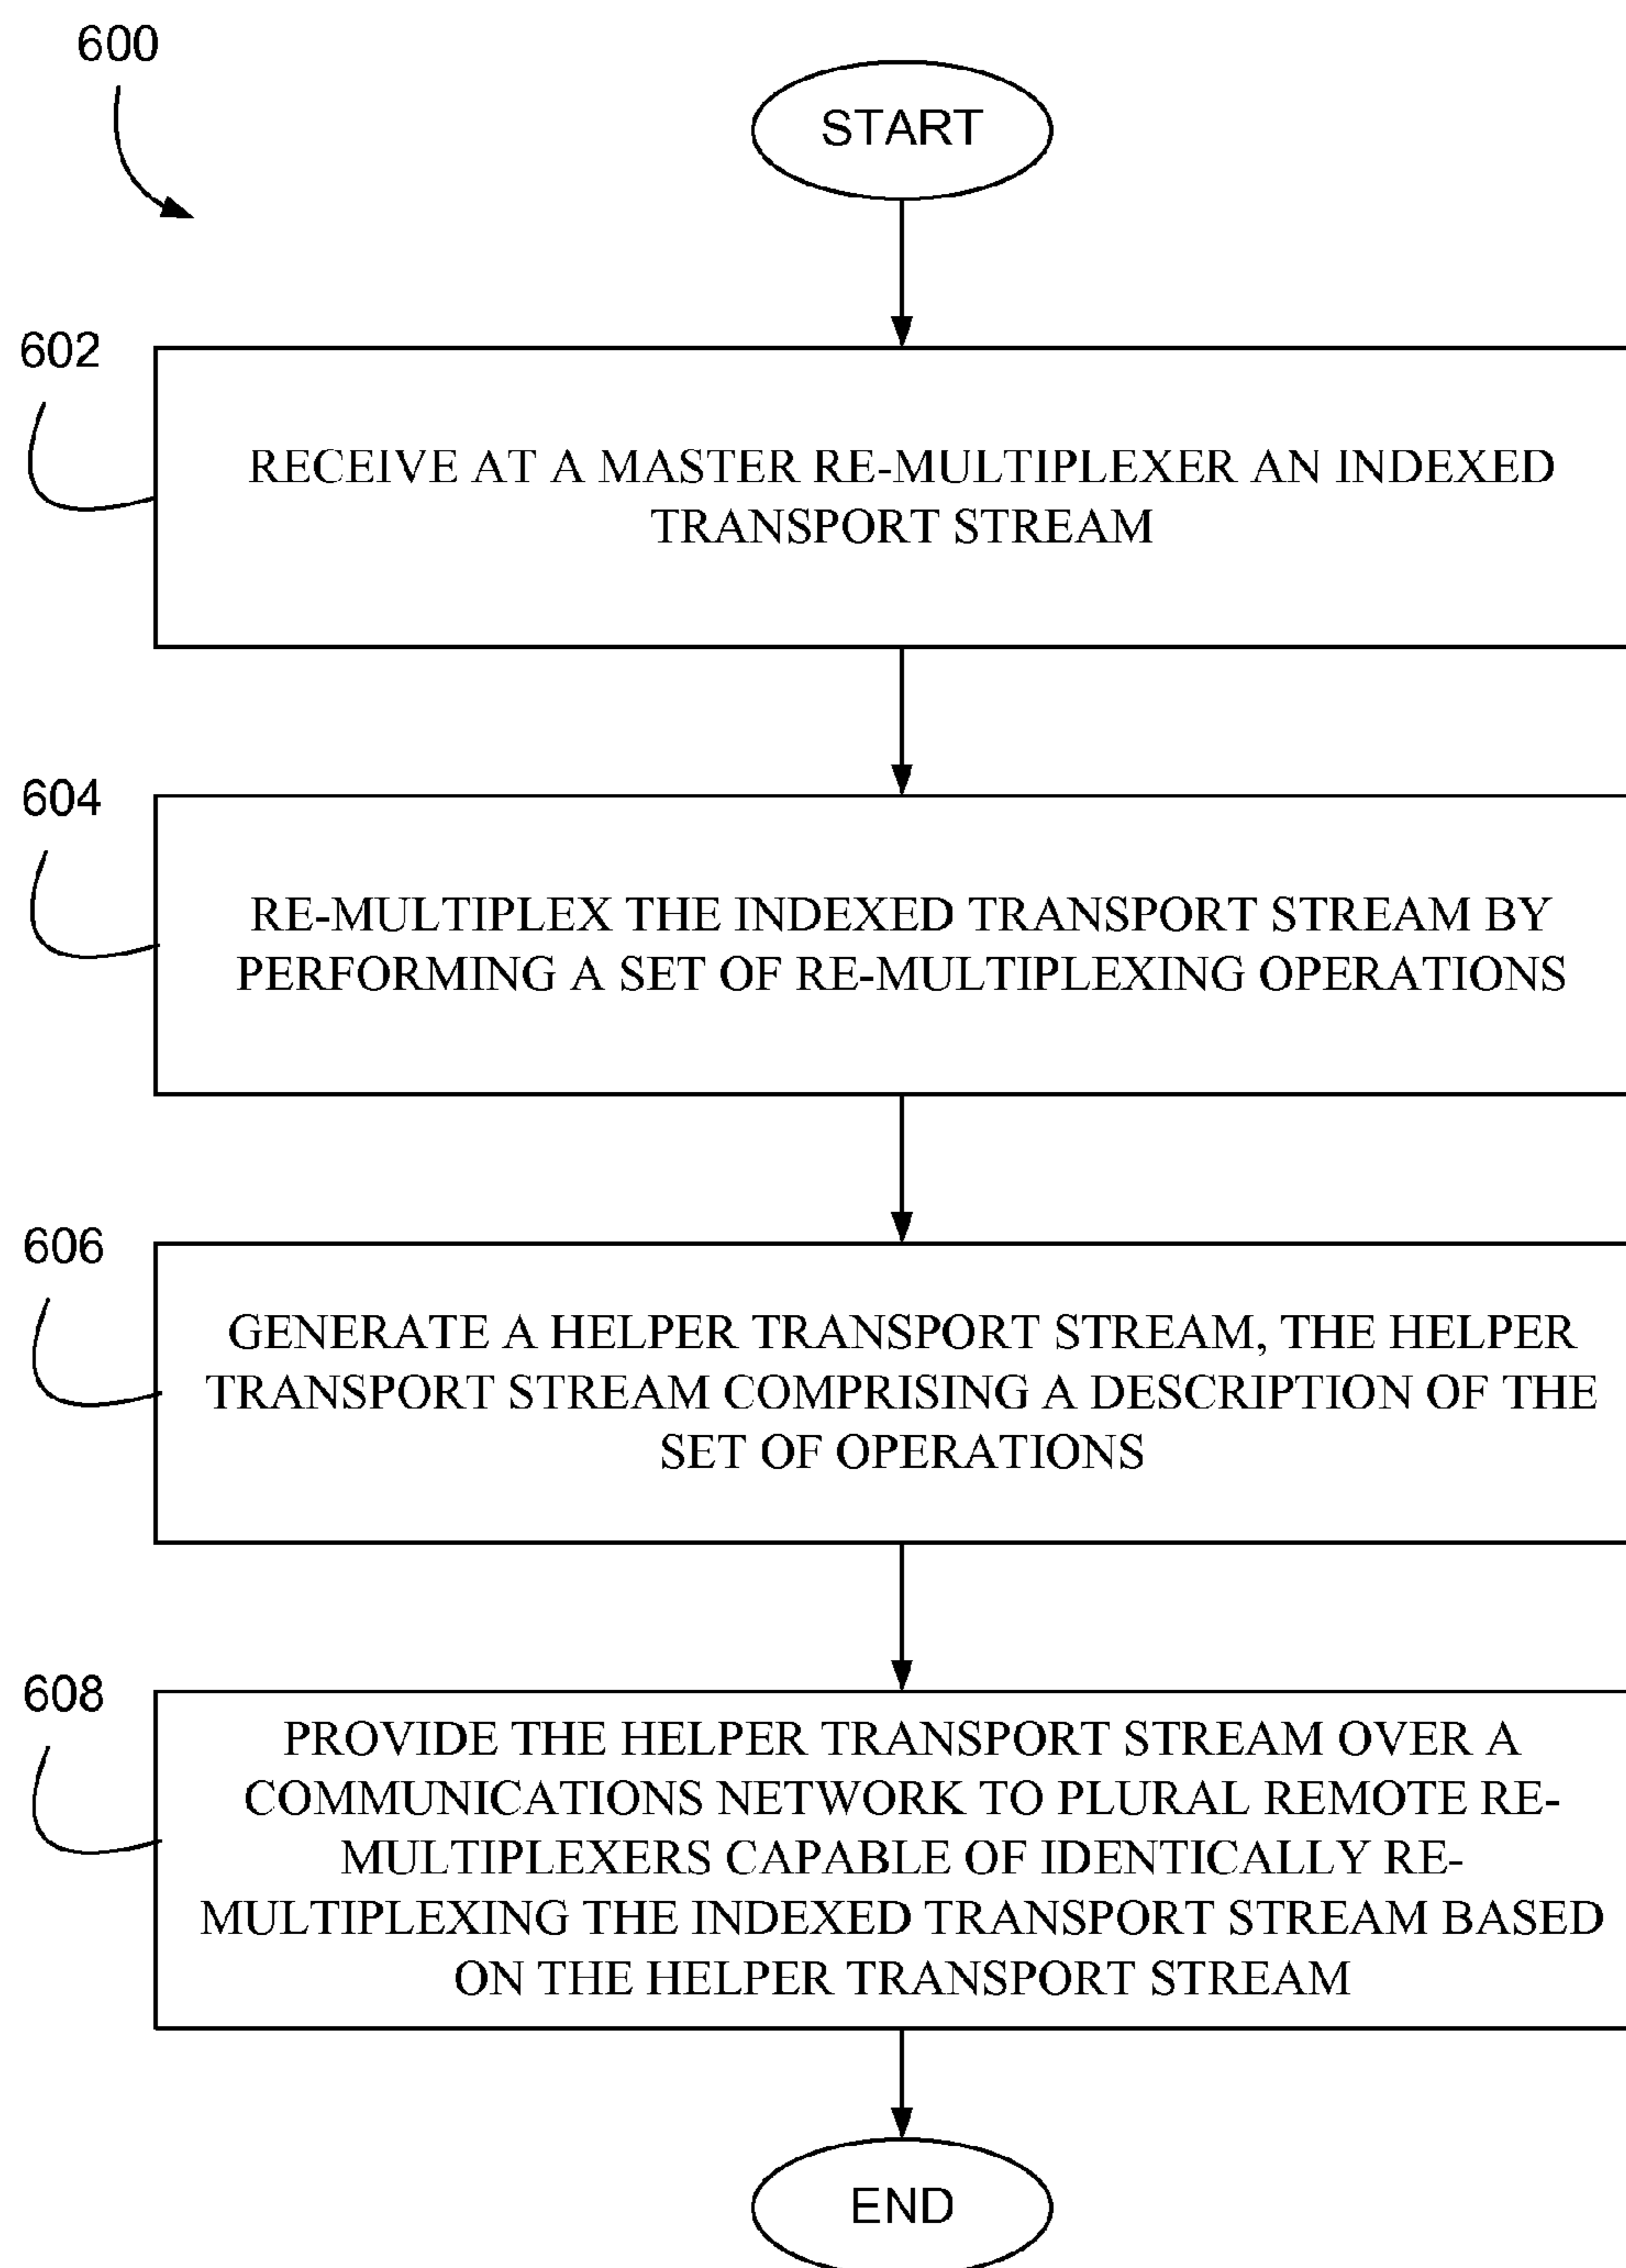 600
START
602
RECEIVE AT A MASTER RE-MULTIPLEXER AN INDEXED
TRANSPORT STREAM
604
RE-MULTIPLEX THE INDEXED TRANSPORT STREAM BY
PERFORMING A SET OF RE-MULTIPLEXING OPERATIONS
606
GENERATE A HELPER TRANSPORT STREAM, THE HELPER
TRANSPORT STREAM COMPRISING A DESCRIPTION OF THE
SET OF OPERATIONS
608
PROVIDE THE HELPER TRANSPORT STREAM OVER A
COMMUNICATIONS NETWORK TO PLURAL REMOTE RE-
MULTIPLEXERS CAPABLE OF IDENTICALLY RE-
MULTIPLEXING THE INDEXED TRANSPORT STREAM BASED
ON THE HELPER TRANSPORT STREAM
END